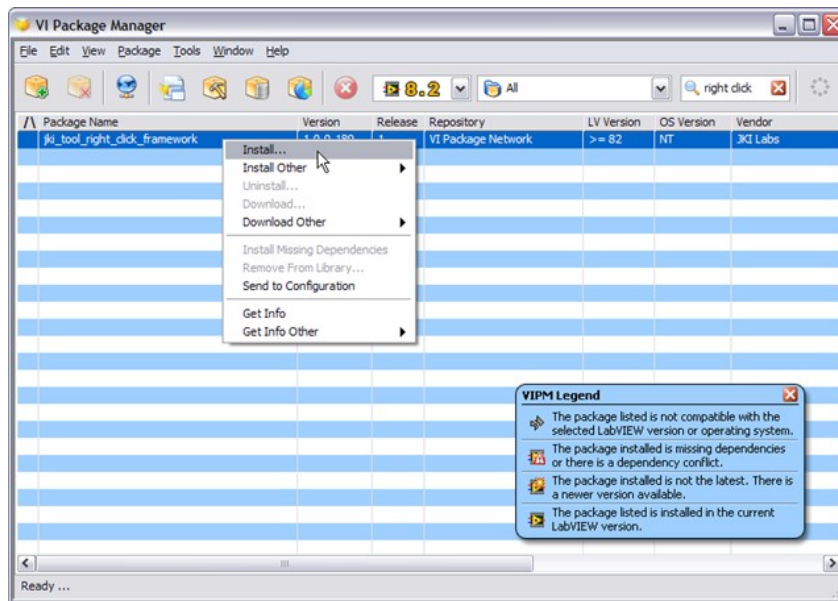 VI Package Manager
File Edit View Package Tools Window Help
8.2 All right click
/\ Package Name Version Release Repository LV Version OS Version Vendor
jki_tool_right_click_framework 1.0.0.180 1 VI Package Network >= 82 NT JKI Labs
Install...
Install Other
Uninstall...
Download...
Download Other
Install Missing Dependencies
Remove From Library...
Send to Configuration
Get Info
Get Info Other
VIPM Legend
The package listed is not compatible with the
selected LabVIEW version or operating system.
The package installed is missing dependencies
or there is a dependency conflict.
The package installed is not the latest. There is
a newer version available.
The package listed is installed in the current
LabVIEW version.
Ready ...